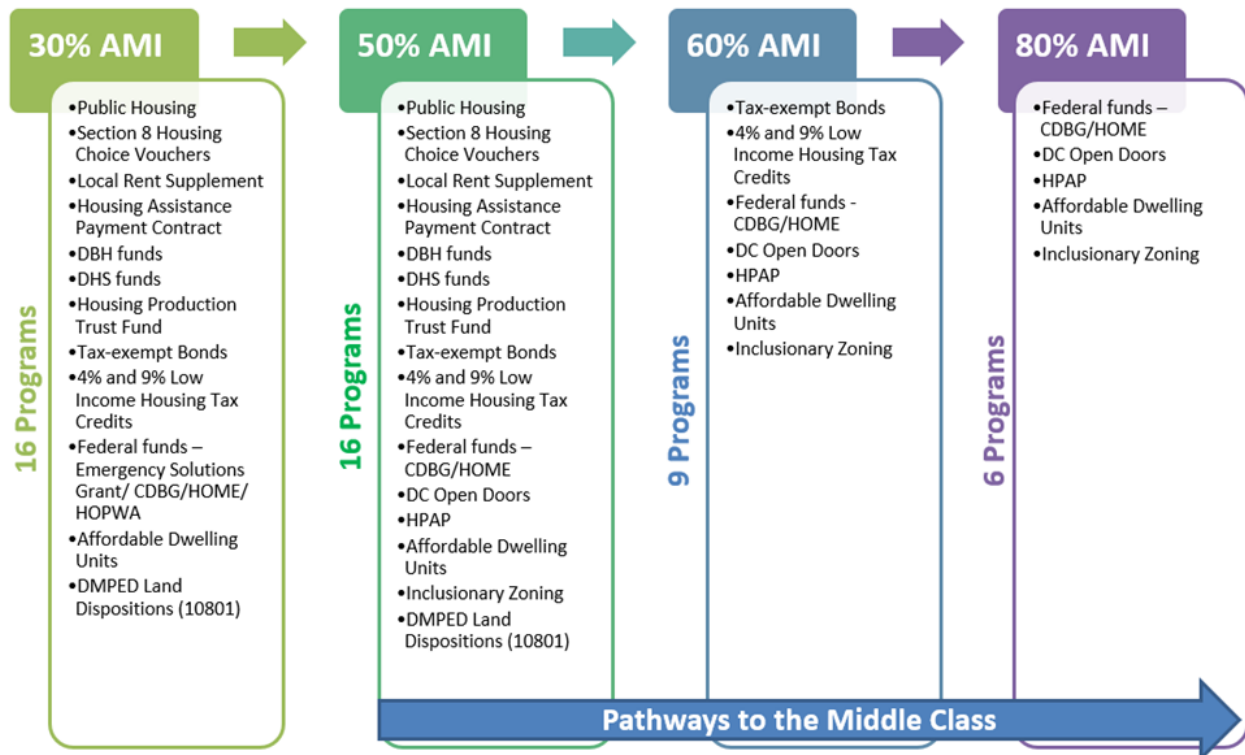 30% AMI
•Public Housing
•Section 8 Housing
Choice Vouchers
•Local Rent Supplement
•Housing Assistance
Payment Contract
•DBH funds
•DHS funds
•Housing Production
Trust Fund
•Tax-exempt Bonds
•4% and 9% Low
Income Housing Tax
Credits
•Federal funds –
Emergency Solutions
Grant/ CDBG/HOME/
HOPWA
•Affordable Dwelling
Units
•DMPED Land
Dispositions (10801)
16 Programs
50% AMI
•Public Housing
•Section 8 Housing
Choice Vouchers
•Local Rent Supplement
•Housing Assistance
Payment Contract
•DBH funds
•DHS funds
•Housing Production
Trust Fund
•Tax-exempt Bonds
•4% and 9% Low
Income Housing Tax
Credits
•Federal funds –
CDBG/HOME
•DC Open Doors
•HPAP
•Affordable Dwelling
Units
•Inclusionary Zoning
•DMPED Land
Dispositions (10801)
16 Programs
60% AMI
•Tax-exempt Bonds
•4% and 9% Low
Income Housing Tax
Credits
•Federal funds -
CDBG/HOME
•DC Open Doors
•HPAP
•Affordable Dwelling
Units
•Inclusionary Zoning
9 Programs
80% AMI
•Federal funds –
CDBG/HOME
•DC Open Doors
•HPAP
•Affordable Dwelling
Units
•Inclusionary Zoning
6 Programs
Pathways to the Middle Class